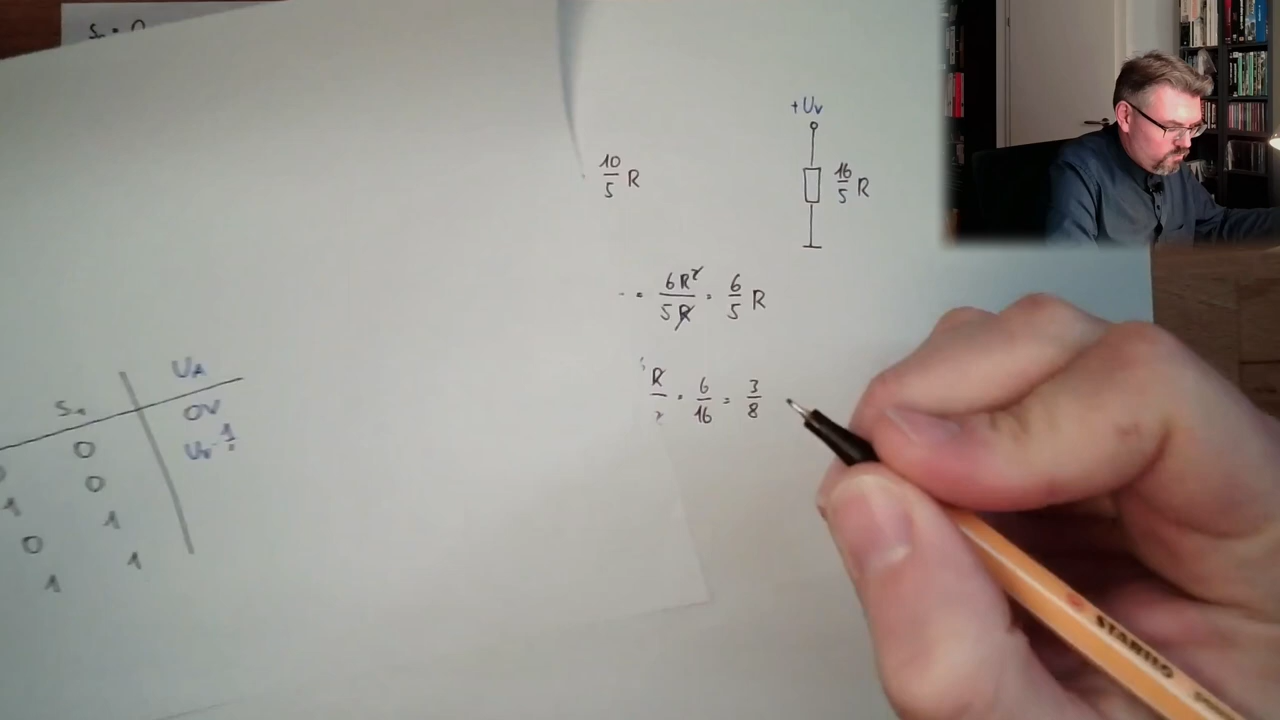 +Uv
10/5 R
16/5 R
= 6R²/5R = 6/5 R
· 6/16 = 3/8
UA
S₁
0V
0
0
1
1
0
1
1
STABILO